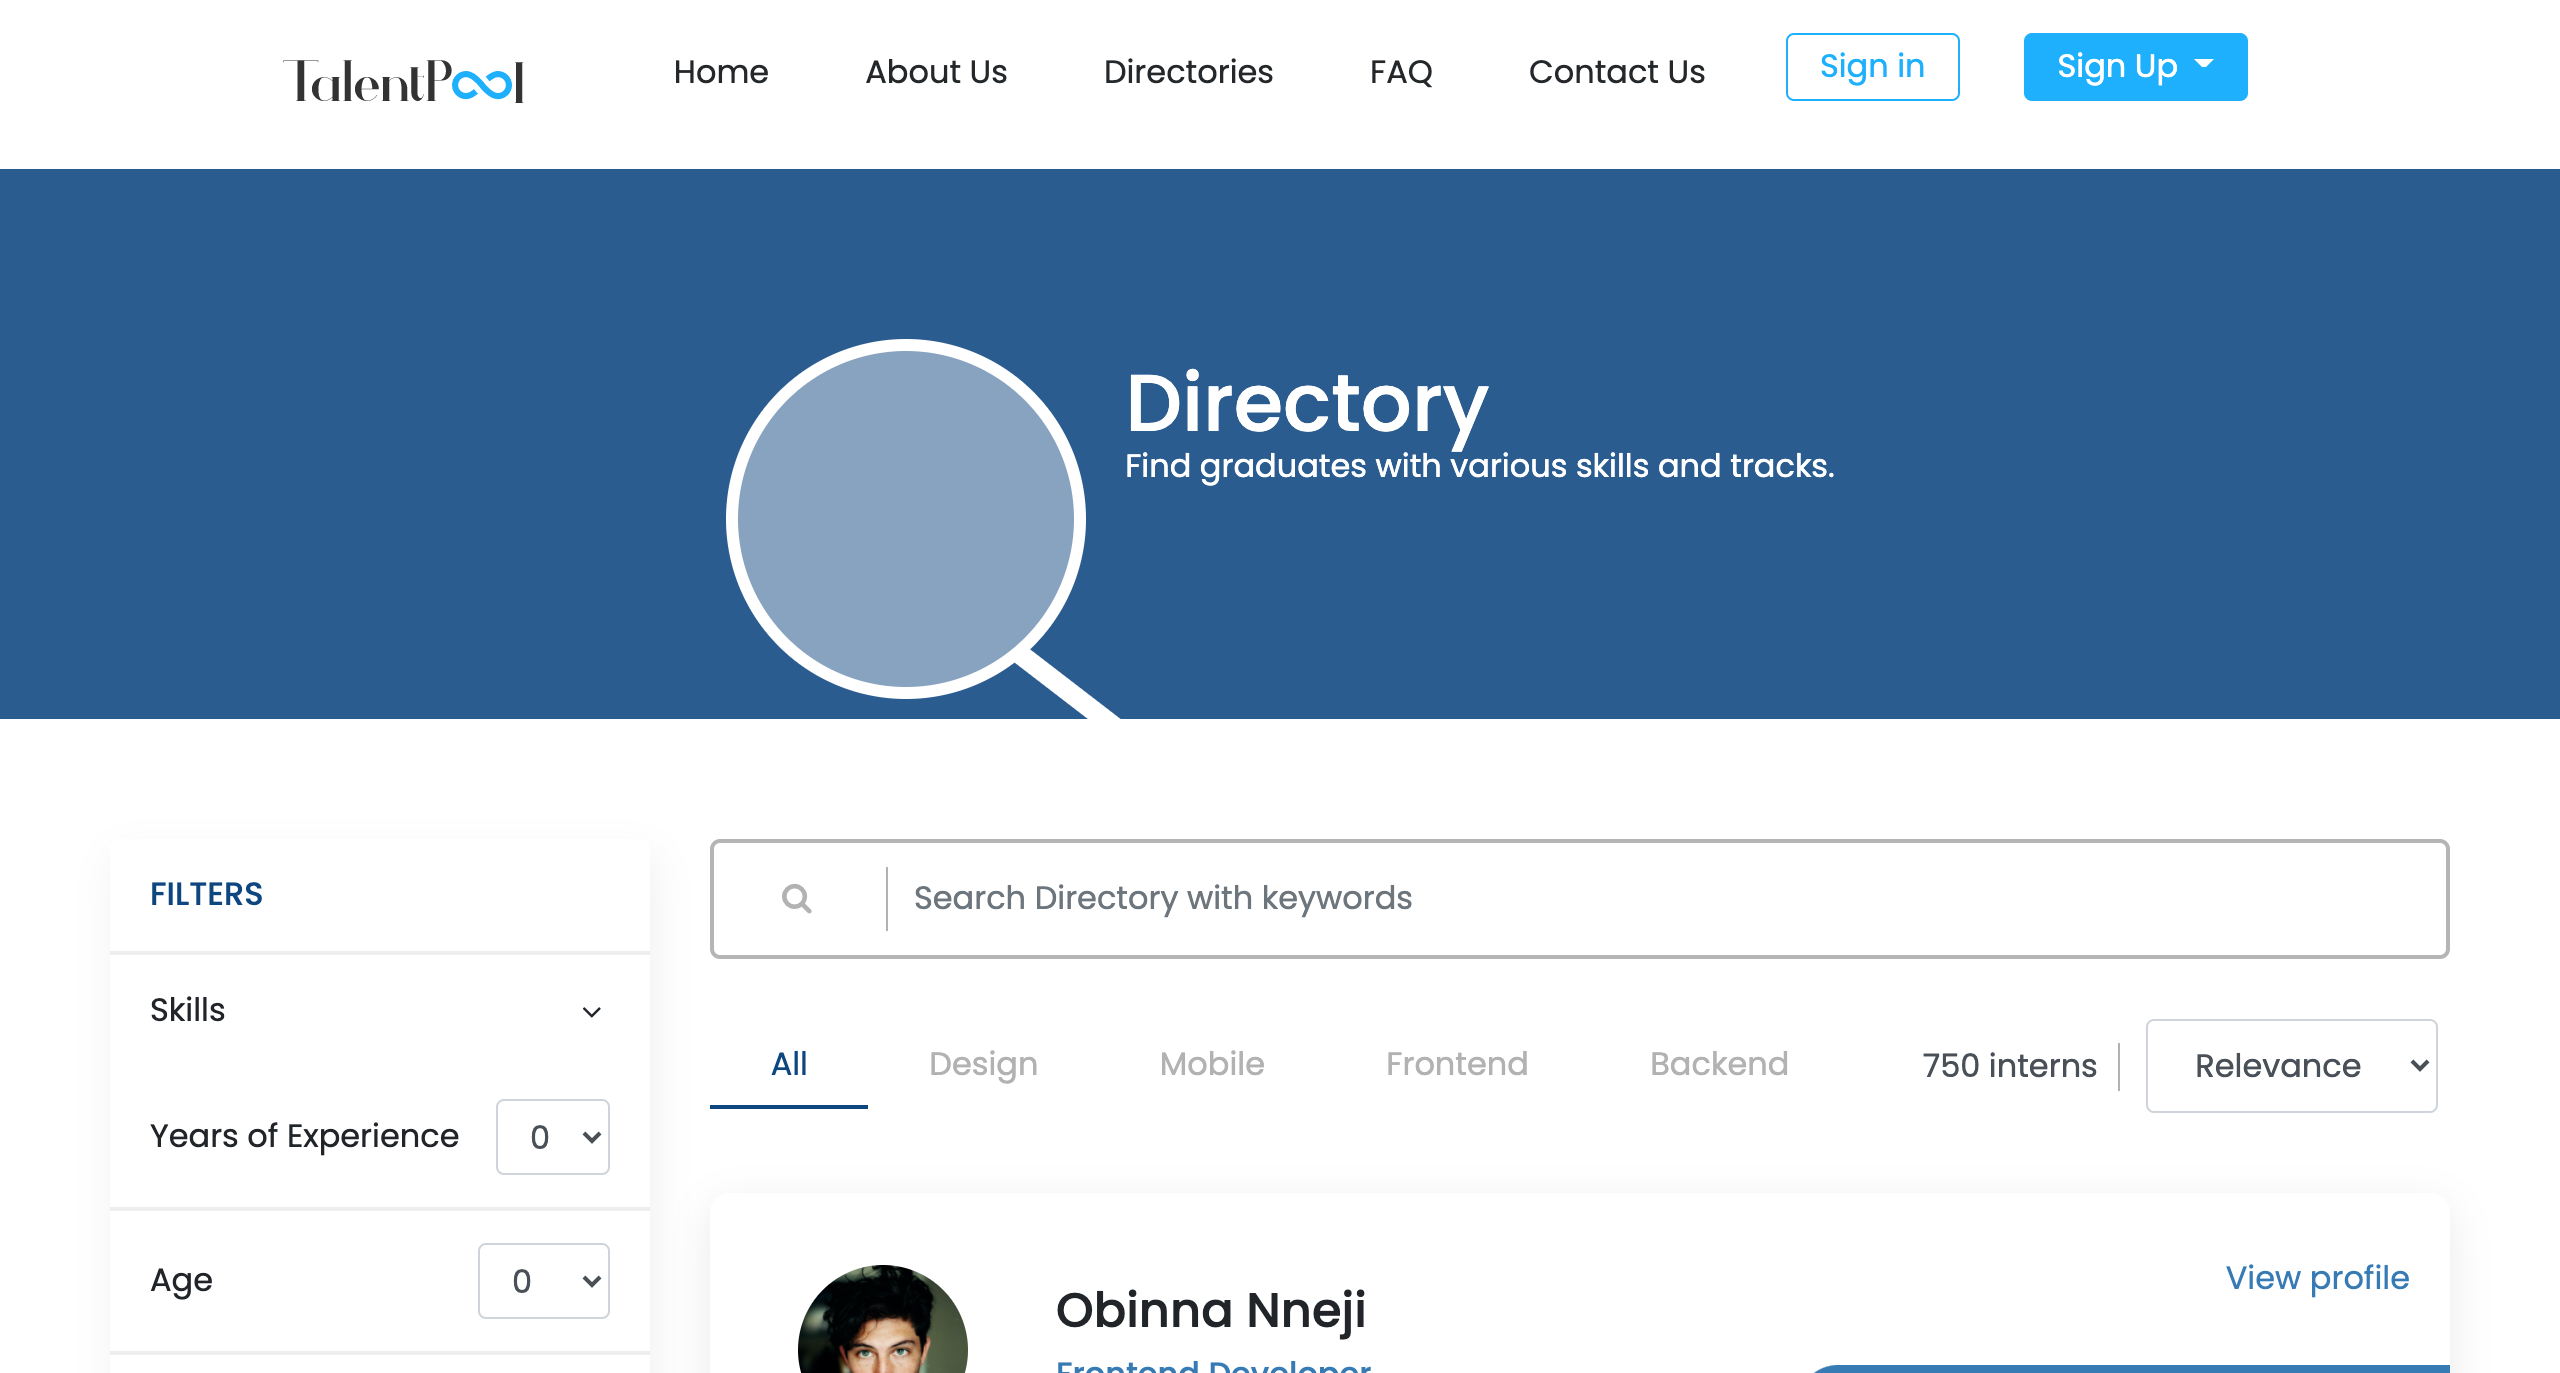 TalentPool
Home
About Us
Directories
FAQ
Contact Us
Sign in
Sign Up
Directory
Find graduates with various skills and tracks.
FILTERS
Skills
Years of Experience
0
Age
0
Search Directory with keywords
All
Design
Mobile
Frontend
Backend
750 interns
Relevance
Obinna Nneji
View profile
Frontend Developer